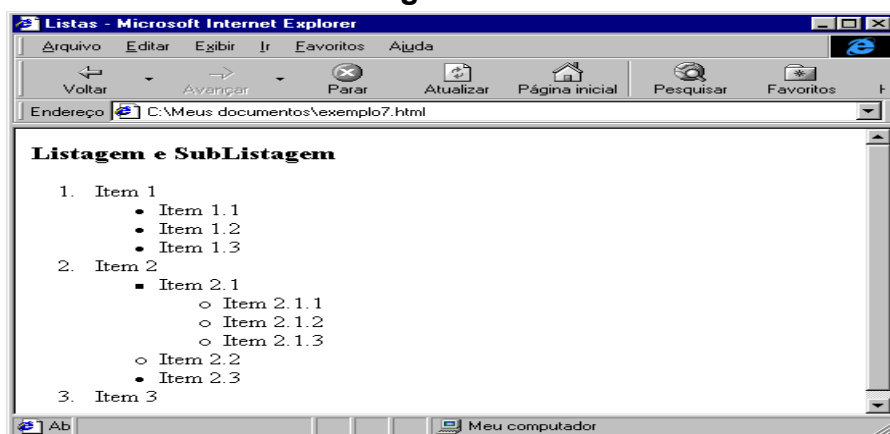 Listas - Microsoft Internet Explorer
Arquivo Editar Exibir Ir Favoritos Ajuda
Voltar Avançar Parar Atualizar Página inicial Pesquisar Favoritos
Endereço C:\Meus documentos\exemplo7.html
Listagem e SubListagem
1. Item 1
• Item 1.1
• Item 1.2
• Item 1.3
2. Item 2
▪ Item 2.1
○ Item 2.1.1
○ Item 2.1.2
○ Item 2.1.3
○ Item 2.2
• Item 2.3
3. Item 3
Ab Meu computador